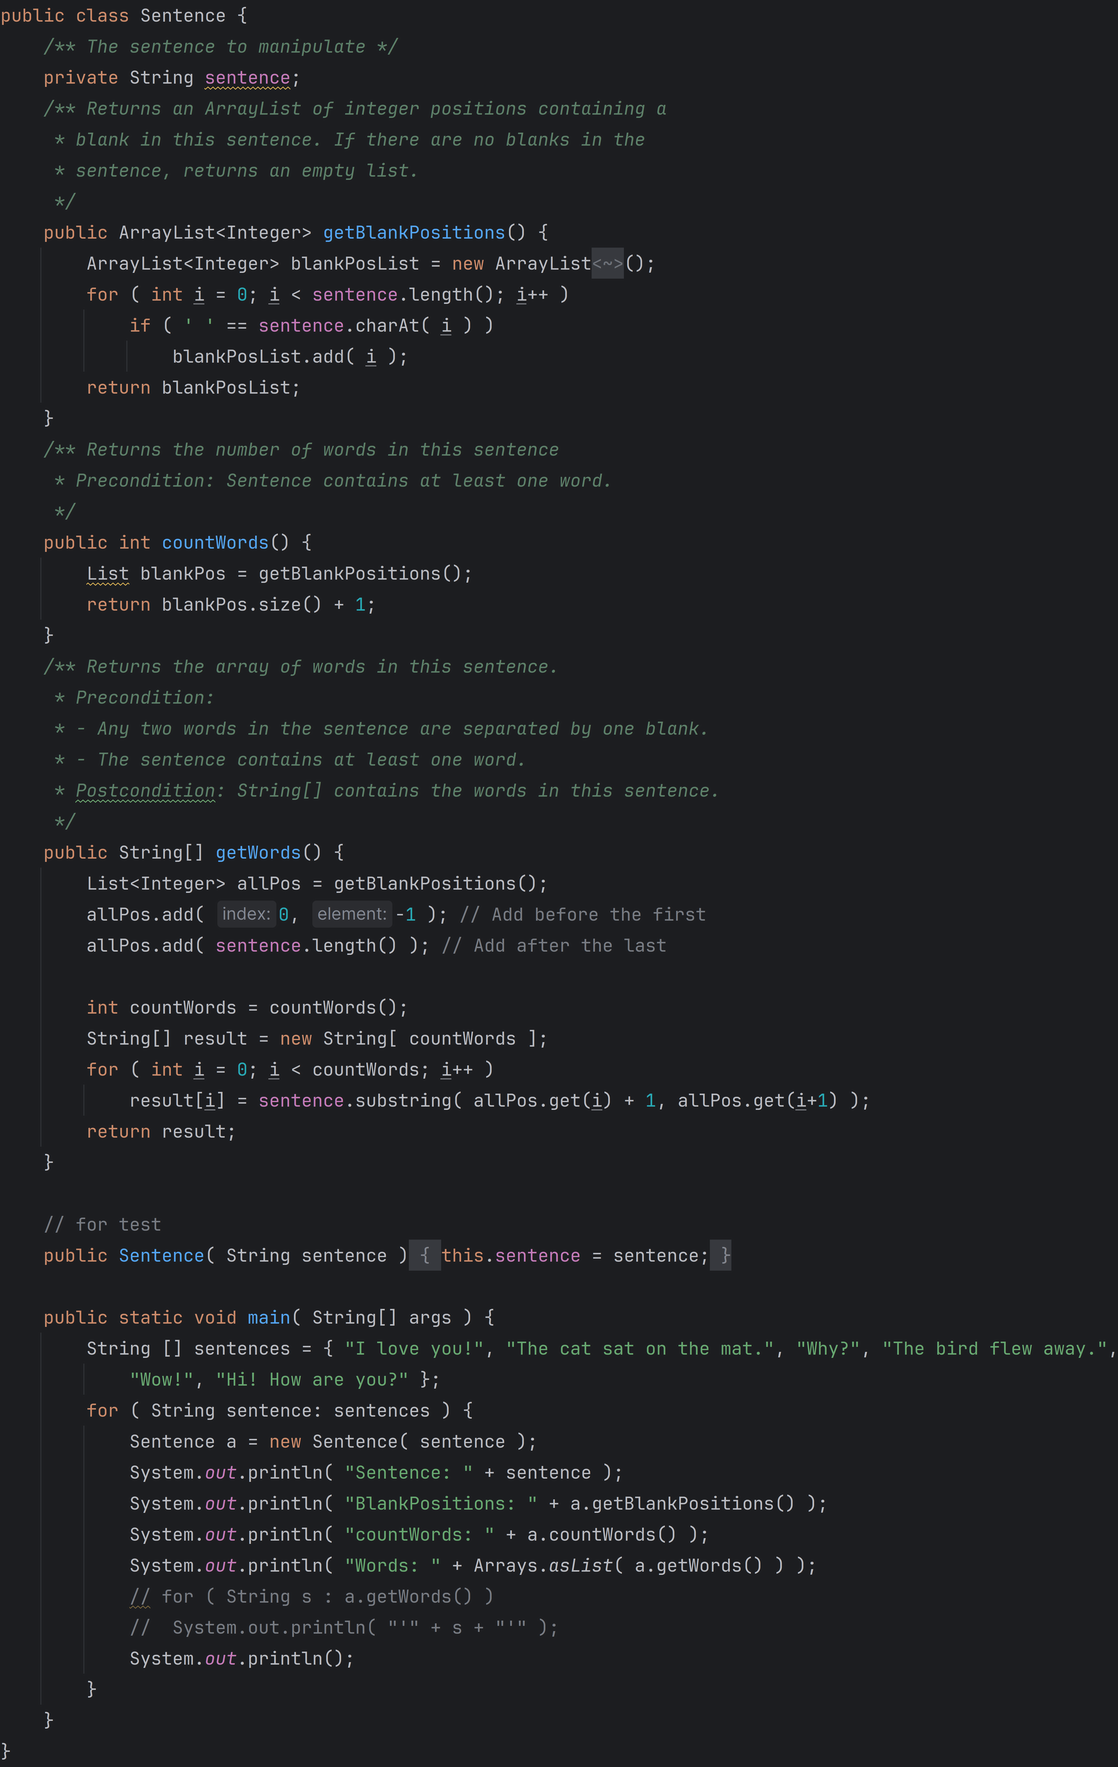 public class Sentence {
    /** The sentence to manipulate */
    private String sentence;
    /** Returns an ArrayList of integer positions containing a
     * blank in this sentence. If there are no blanks in the
     * sentence, returns an empty list.
     */
    public ArrayList<Integer> getBlankPositions() {
        ArrayList<Integer> blankPosList = new ArrayList<~>();
        for ( int i = 0; i < sentence.length(); i++ )
            if ( ' ' == sentence.charAt( i ) )
                blankPosList.add( i );
        return blankPosList;
    }
    /** Returns the number of words in this sentence
     * Precondition: Sentence contains at least one word.
     */
    public int countWords() {
        List blankPos = getBlankPositions();
        return blankPos.size() + 1;
    }
    /** Returns the array of words in this sentence.
     * Precondition:
     * - Any two words in the sentence are separated by one blank.
     * - The sentence contains at least one word.
     * Postcondition: String[] contains the words in this sentence.
     */
    public String[] getWords() {
        List<Integer> allPos = getBlankPositions();
        allPos.add( index: 0, element: -1 ); // Add before the first
        allPos.add( sentence.length() ); // Add after the last

        int countWords = countWords();
        String[] result = new String[ countWords ];
        for ( int i = 0; i < countWords; i++ )
            result[i] = sentence.substring( allPos.get(i) + 1, allPos.get(i+1) );
        return result;
    }

    // for test
    public Sentence( String sentence ) { this.sentence = sentence; }

    public static void main( String[] args ) {
        String [] sentences = { "I love you!", "The cat sat on the mat.", "Why?", "The bird flew away.",
            "Wow!", "Hi! How are you?" };
        for ( String sentence: sentences ) {
            Sentence a = new Sentence( sentence );
            System.out.println( "Sentence: " + sentence );
            System.out.println( "BlankPositions: " + a.getBlankPositions() );
            System.out.println( "countWords: " + a.countWords() );
            System.out.println( "Words: " + Arrays.asList( a.getWords() ) );
            // for ( String s : a.getWords() )
            //  System.out.println( "'" + s + "'" );
            System.out.println();
        }
    }
}